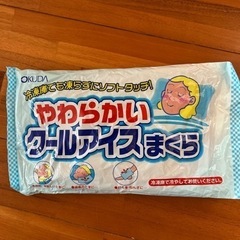 OKUDA
冷凍庫でも凍らずにソフトタッチ!
やわらかい
クールアイスまくら
冷凍庫で冷やしてお使いください。